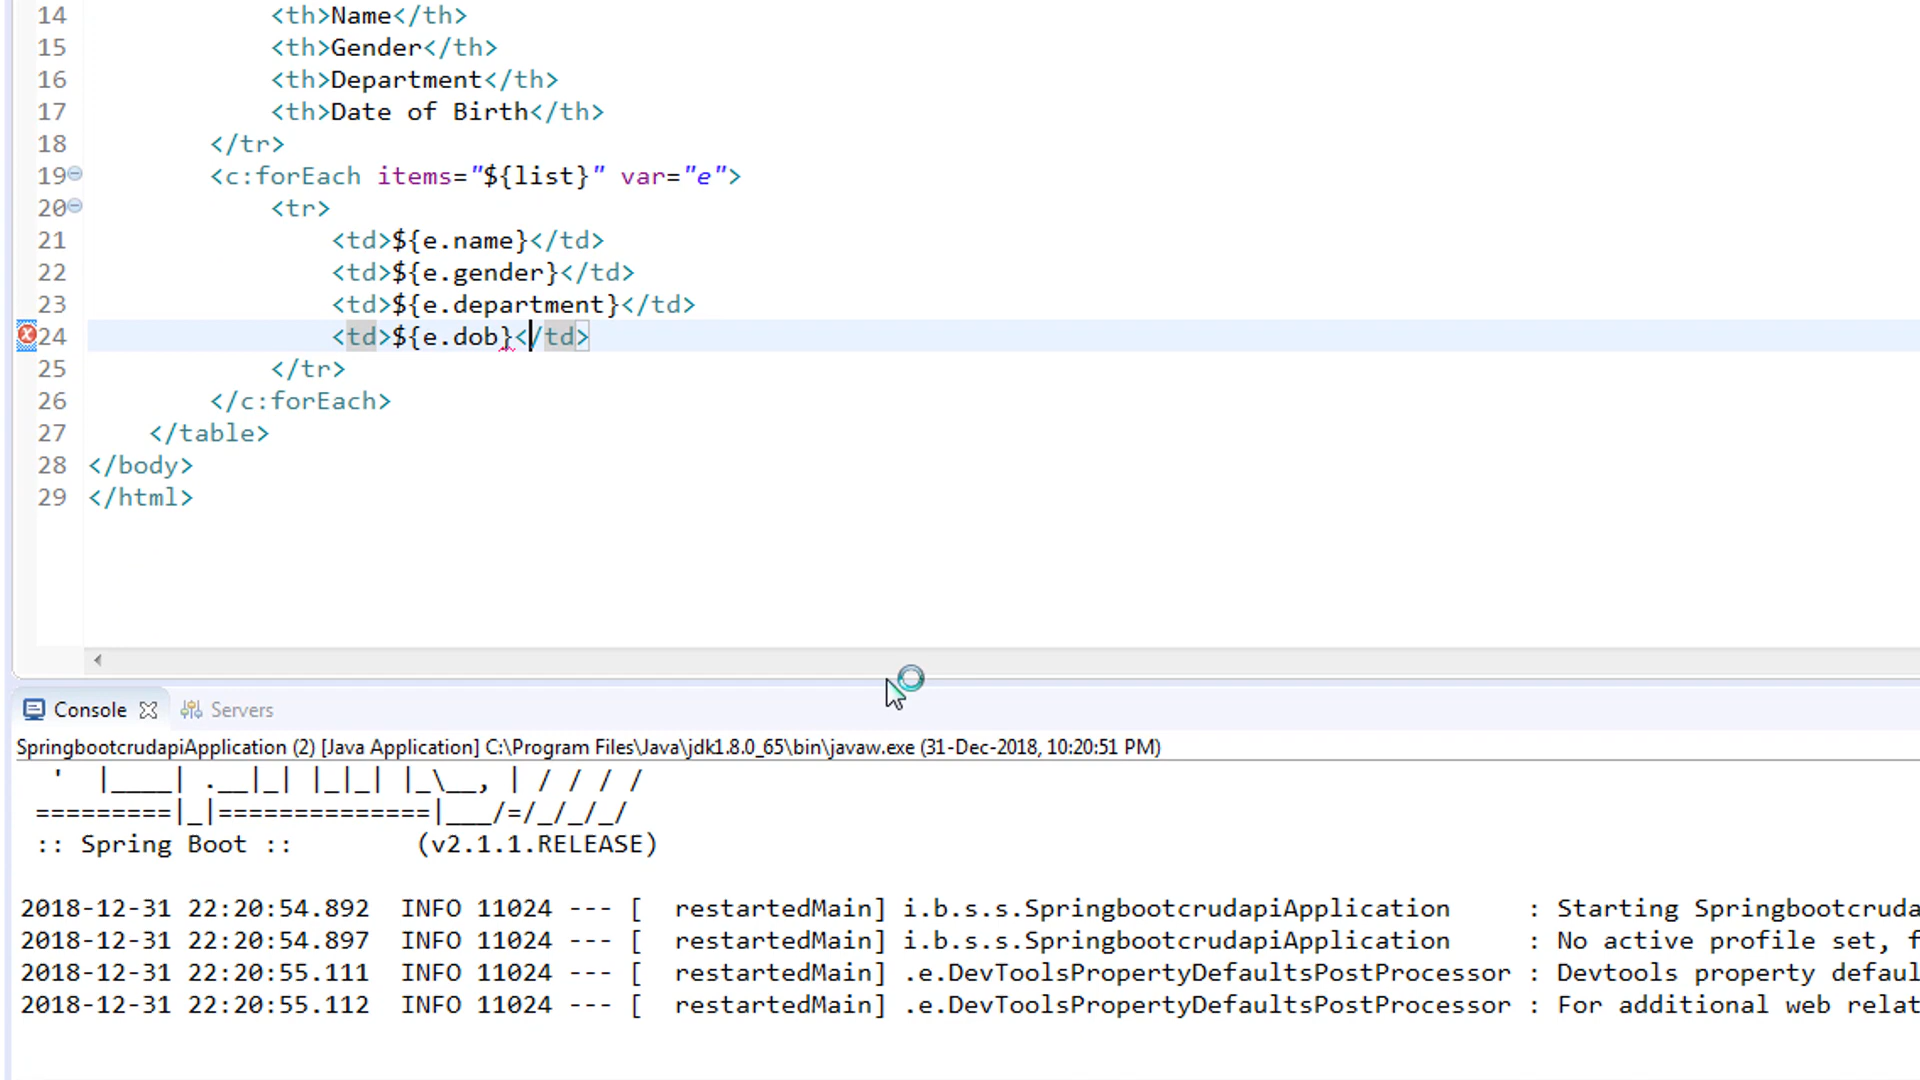 14 <th>Name</th>
15 <th>Gender</th>
16 <th>Department</th>
17 <th>Date of Birth</th>
18 </tr>
19 <c:forEach items="${list}" var="e">
20 <tr>
21 <td>${e.name}</td>
22 <td>${e.gender}</td>
23 <td>${e.department}</td>
24 <td>${e.dob}</td>
25 </tr>
26 </c:forEach>
27 </table>
28 </body>
29 </html>
Console Servers
SpringbootcrudapiApplication (2) [Java Application] C:\Program Files\Java\jdk1.8.0_65\bin\javaw.exe (31-Dec-2018, 10:20:51 PM)
  '  |____| .__|_| |_|_| |_\__, | / / / /
 =========|_|==============|___/=/_/_/_/
 :: Spring Boot ::        (v2.1.1.RELEASE)
2018-12-31 22:20:54.892  INFO 11024 --- [  restartedMain] i.b.s.s.SpringbootcrudapiApplication     : Starting Springbootcruda
2018-12-31 22:20:54.897  INFO 11024 --- [  restartedMain] i.b.s.s.SpringbootcrudapiApplication     : No active profile set, f
2018-12-31 22:20:55.111  INFO 11024 --- [  restartedMain] .e.DevToolsPropertyDefaultsPostProcessor : Devtools property defaul
2018-12-31 22:20:55.112  INFO 11024 --- [  restartedMain] .e.DevToolsPropertyDefaultsPostProcessor : For additional web relat